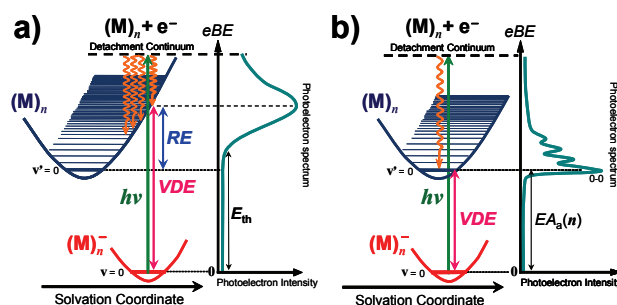 a)
(M)n + e−
eBE
Detachment Continuum
(M)n
RE
VDE
hν
Eth
v' = 0
(M)n−
v = 0
0
Solvation Coordinate
Photoelectron Intensity
Photoelectron spectrum
b)
(M)n + e−
eBE
Detachment Continuum
(M)n
v' = 0
0-0
VDE
hν
EAa(n)
(M)n−
v = 0
0
Solvation Coordinate
Photoelectron Intensit
Photoelectron spectrum